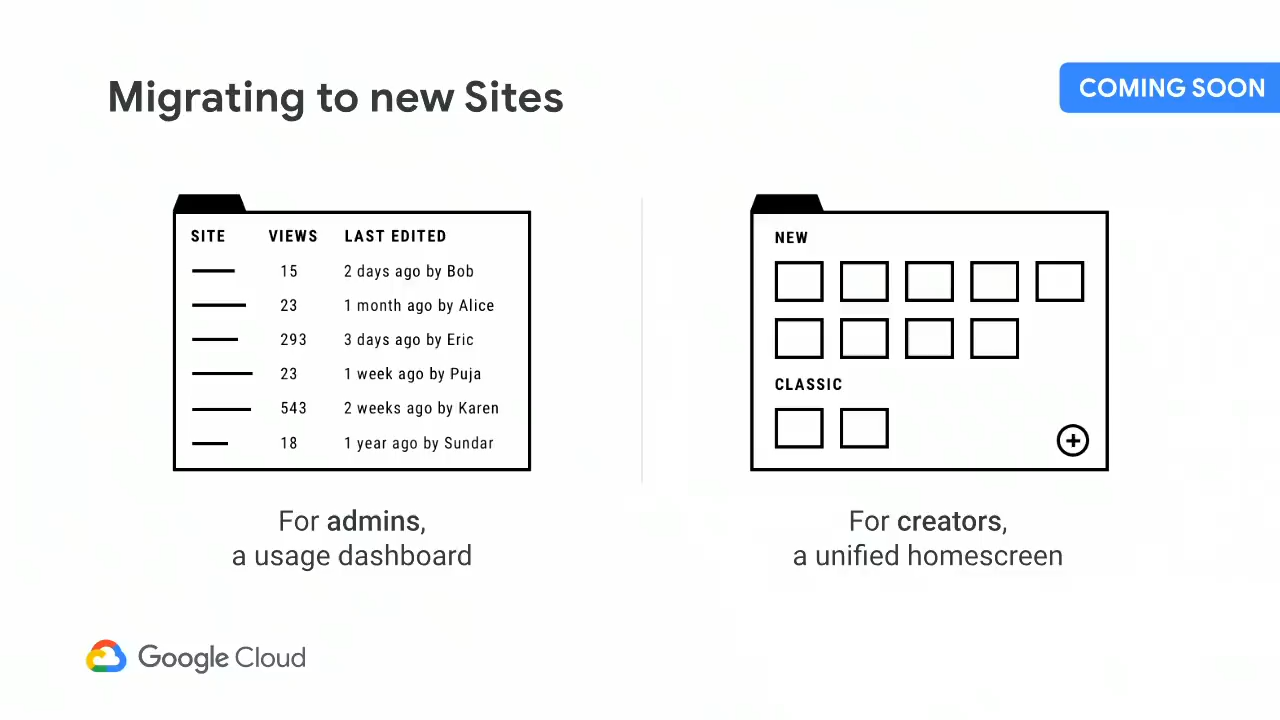 Migrating to new Sites
COMING SOON
SITE VIEWS LAST EDITED
15 2 days ago by Bob
23 1 month ago by Alice
293 3 days ago by Eric
23 1 week ago by Puja
543 2 weeks ago by Karen
18 1 year ago by Sundar
For admins,
a usage dashboard
NEW
CLASSIC
For creators,
a unified homescreen
Google Cloud